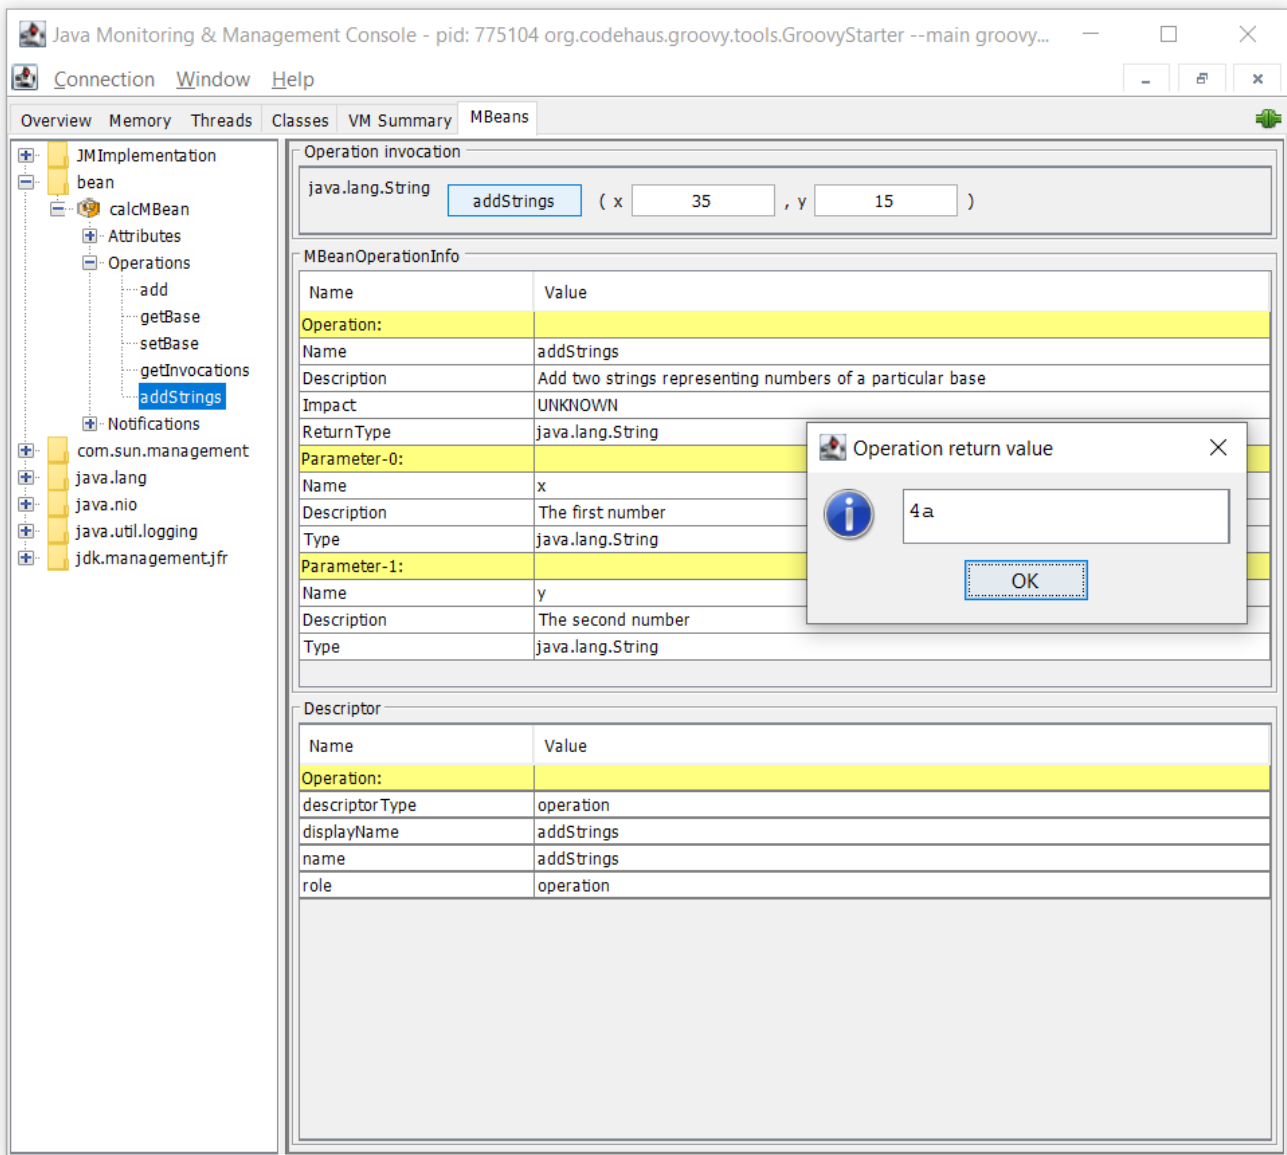 Java Monitoring & Management Console - pid: 775104 org.codehaus.groovy.tools.GroovyStarter --main groovy...
Connection Window Help
Overview Memory Threads Classes VM Summary MBeans
JMImplementation
bean
calcMBean
Attributes
Operations
add
getBase
setBase
getInvocations
addStrings
Notifications
com.sun.management
java.lang
java.nio
java.util.logging
jdk.management.jfr
Operation invocation
java.lang.String addStrings ( x 35 , y 15 )
MBeanOperationInfo
Name Value
Operation:
Name addStrings
Description Add two strings representing numbers of a particular base
Impact UNKNOWN
ReturnType java.lang.String
Parameter-0:
Name x
Description The first number
Type java.lang.String
Parameter-1:
Name y
Description The second number
Type java.lang.String
Operation return value
4a
OK
Descriptor
Name Value
Operation:
descriptorType operation
displayName addStrings
name addStrings
role operation